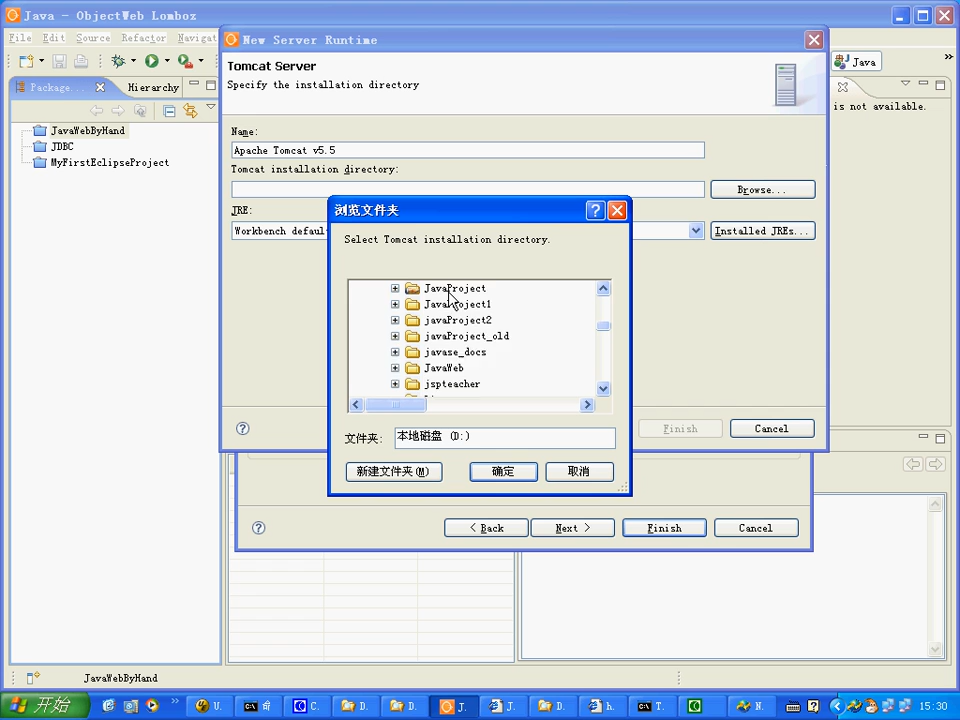 Java - ObjectWeb Lomboz
File Edit Source Refactor Navigat
New Server Runtime
Tomcat Server
Specify the installation directory
Java
Package Hierarchy
is not available.
JavaWebByHand
JDBC
MyFirstEclipseProject
Name:
Apache Tomcat v5.5
Tomcat installation directory:
Browse...
JRE:
Workbench defaul
Installed JREs...
浏览文件夹
Select Tomcat installation directory.
JavaProject
JavaProject1
javaProject2
javaProject_old
javase_docs
JavaWeb
jspteacher
文件夹: 本地磁盘 (D:)
新建文件夹(M) 确定 取消
Finish Cancel
< Back Next > Finish Cancel
JavaWebByHand
开始 U. 命 C. D. D. J. J. D. h. T. N. 15:30